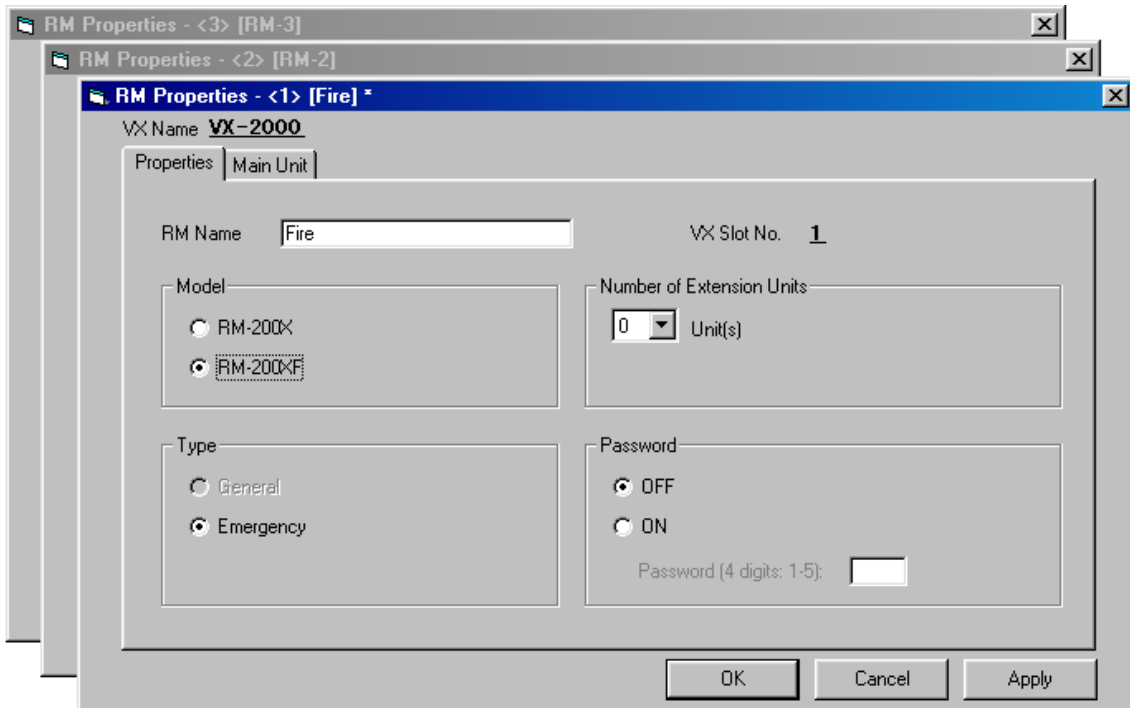 RM Properties - <3> [RM-3]
RM Properties - <2> [RM-2]
RM Properties - <1> [Fire] *
VX Name VX-2000
Properties Main Unit
RM Name Fire VX Slot No. 1
Model Number of Extension Units
RM-200X 0 Unit(s)
RM-200XF
Type Password
General OFF
Emergency ON
Password (4 digits: 1-5):
OK Cancel Apply